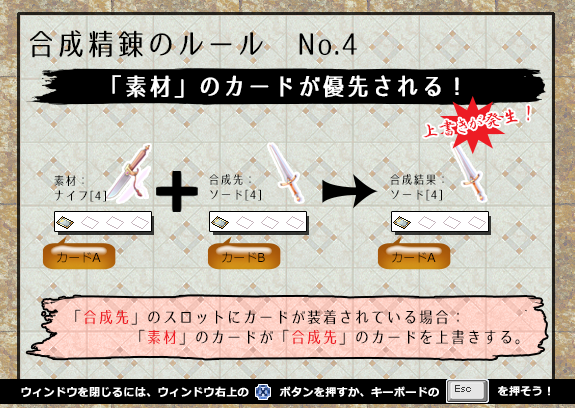 合成精錬のルール　No.4
「素材」のカードが優先される！
上書きが発生！
素材：
ナイフ[4]
合成先：
ソード[4]
合成結果：
ソード[4]
カードA
カードB
カードA
「合成先」のスロットにカードが装着されている場合：
「素材」のカードが「合成先」のカードを上書きする。
ウィンドウを閉じるには、ウィンドウ右上の ボタンを押すか、キーボードの Esc を押そう！